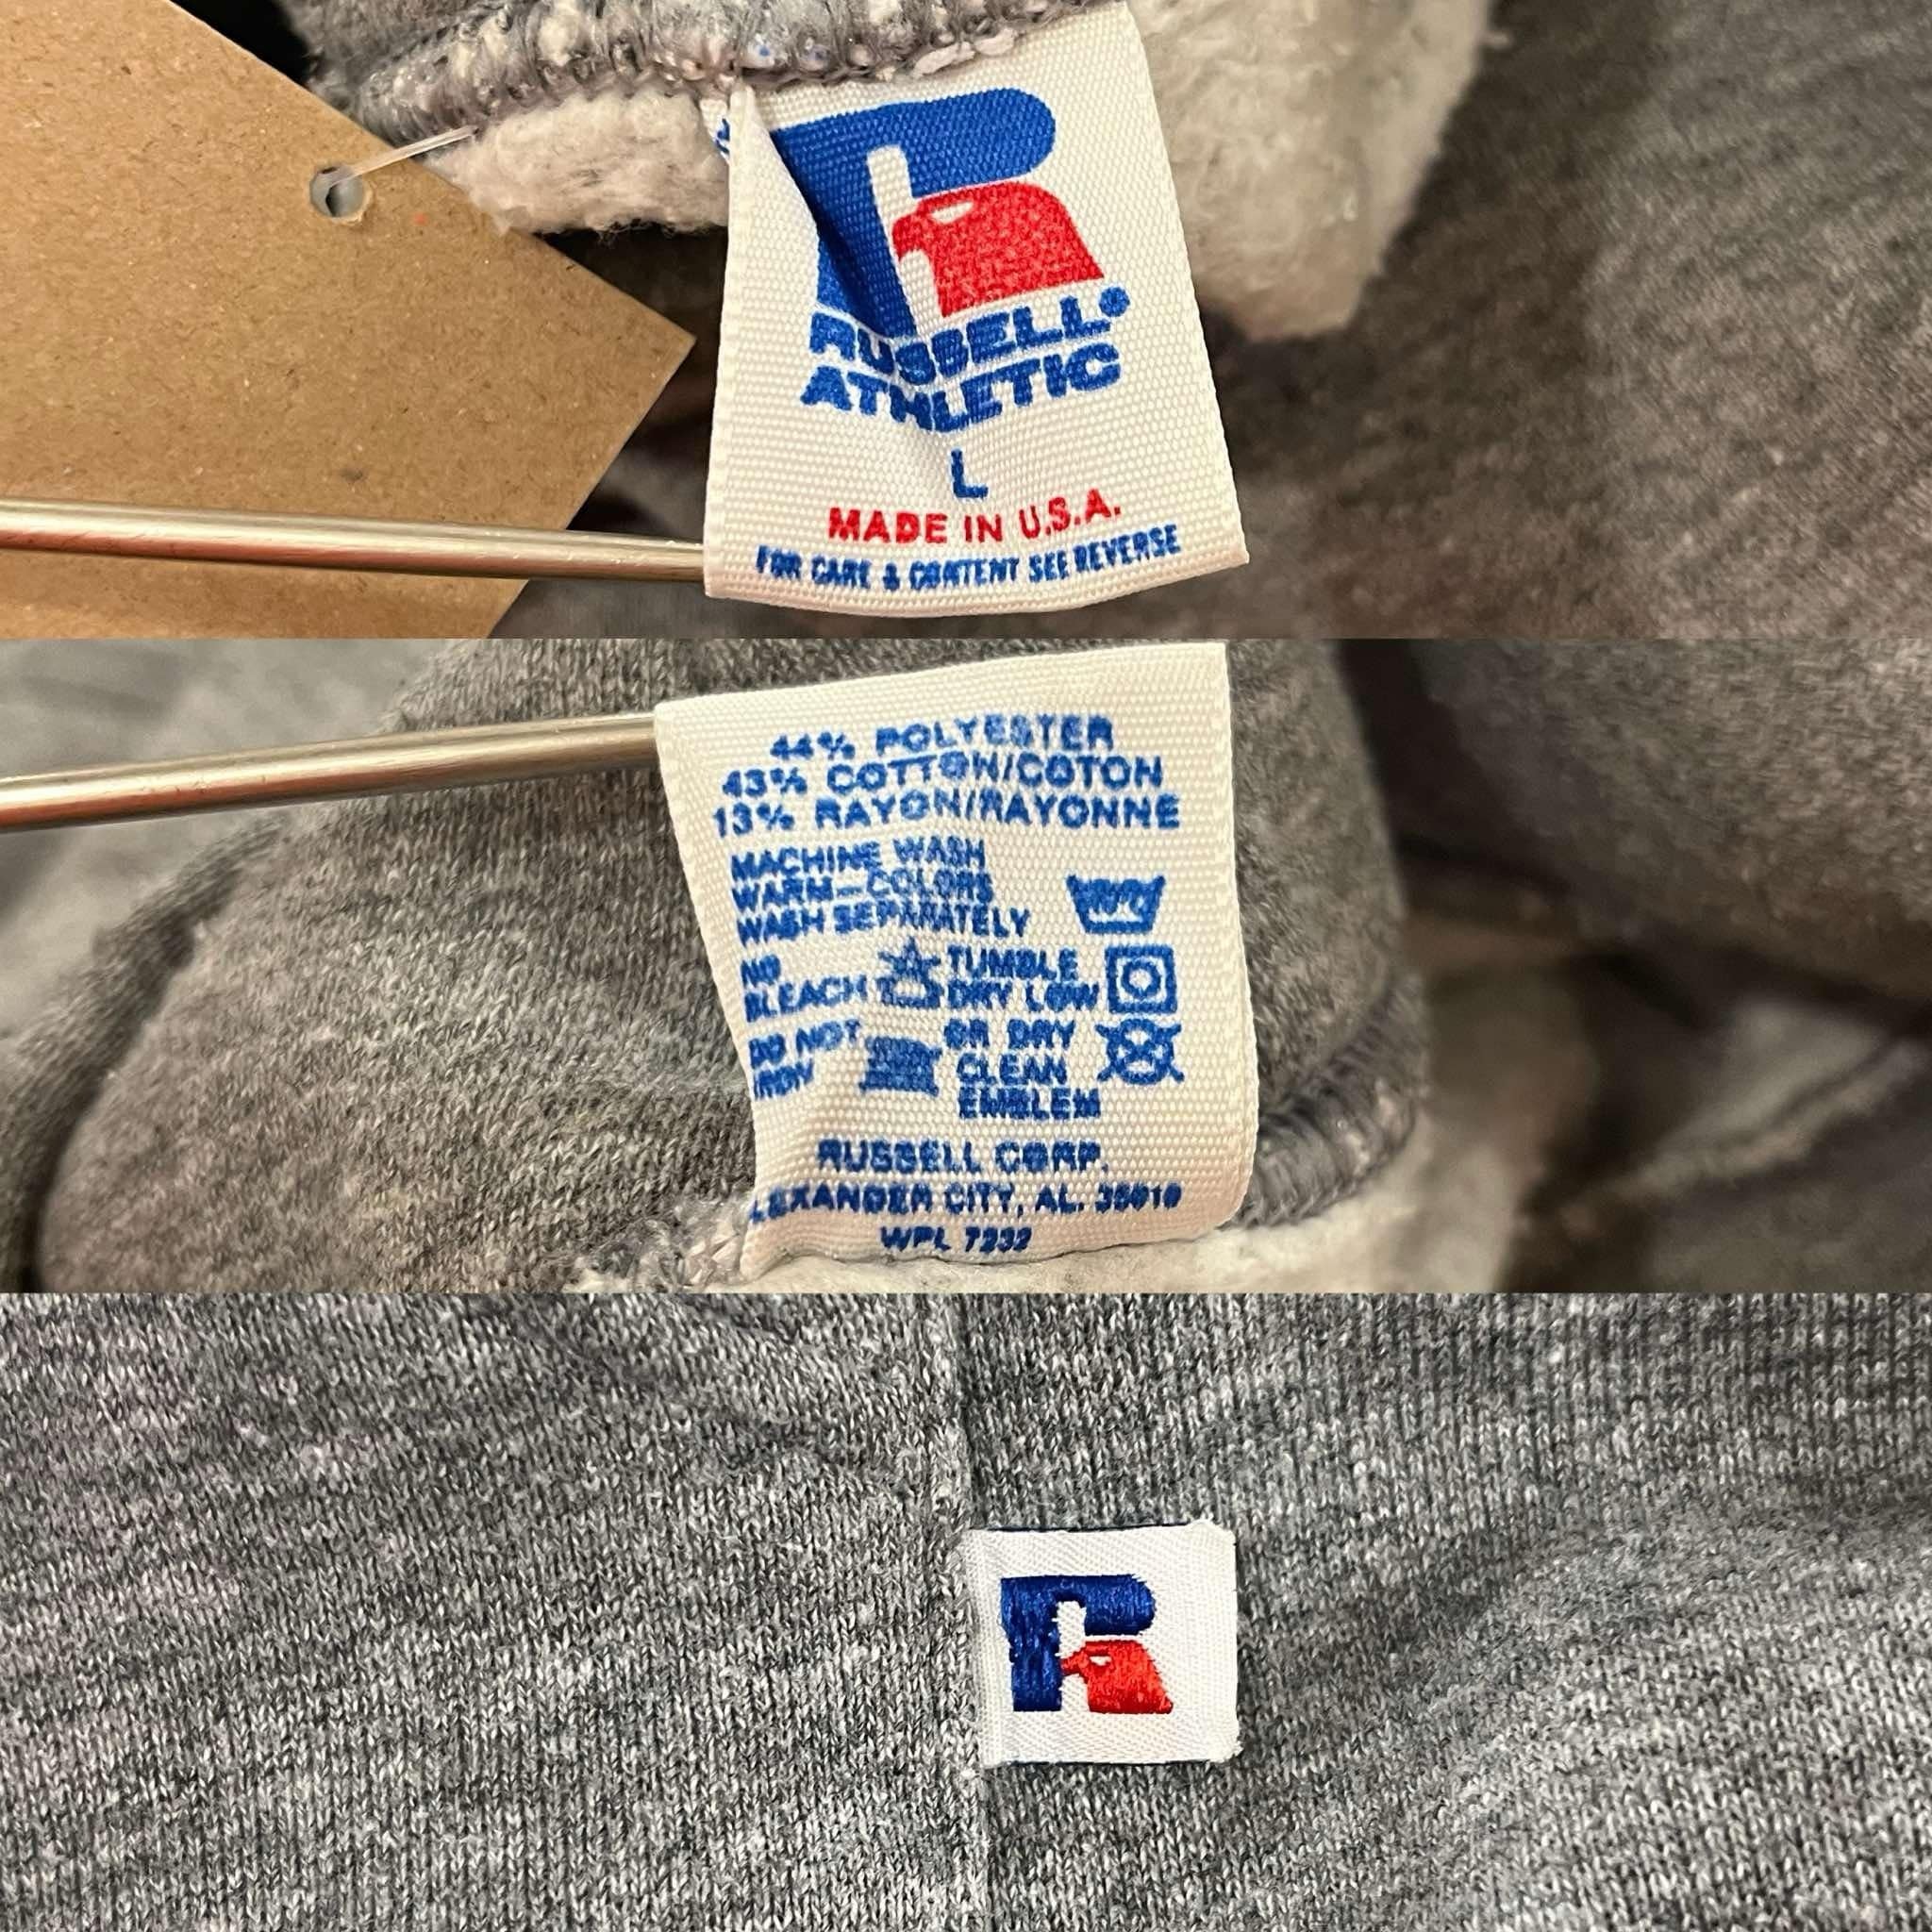 RUSSELL®
ATHLETIC
L
MADE IN U.S.A.
FOR CARE & CONTENT SEE REVERSE
44% POLYESTER
43% COTTON/COTON
13% RAYON/RAYONNE
MACHINE WASH
WARM—COLORS
WASH SEPARATELY
NO
BLEACH
TUMBLE
DRY LOW
DO NOT
IRON
OR DRY
CLEAN
EMBLEM
RUSSELL CORP.
LEXANDER CITY, AL. 35010
WPL 7232
R